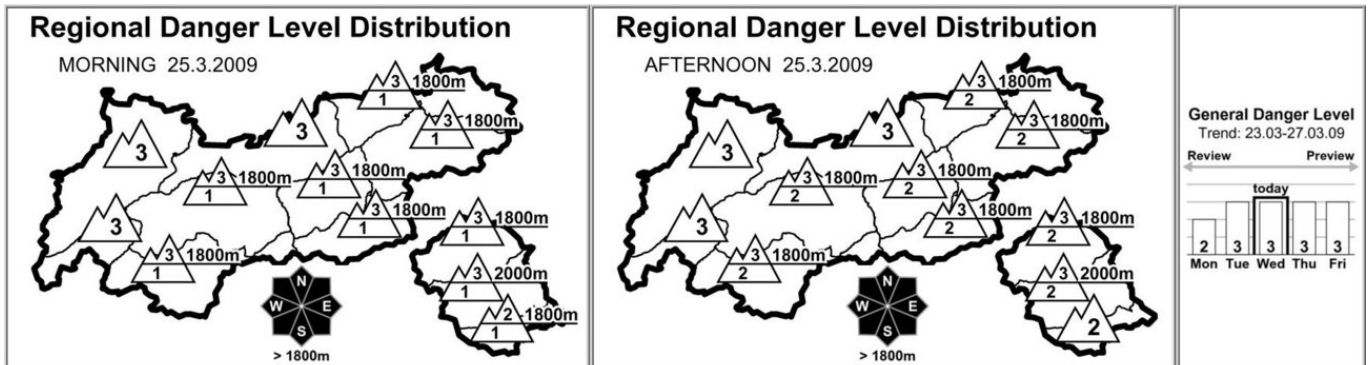 Regional Danger Level Distribution
MORNING 25.3.2009
3 1800m
1
3
3 1800m
1
3
3 1800m
1
3 1800m
1
3
3 1800m
1
3 1800m
1
3 1800m
1
3 2000m
1
2 1800m
1
N
W E
S
> 1800m
Regional Danger Level Distribution
AFTERNOON 25.3.2009
3 1800m
2
3
3 1800m
2
3
3 1800m
2
3 1800m
2
3
3 1800m
2
3 1800m
2
3 1800m
2
3 2000m
2
2
N
W E
S
> 1800m
General Danger Level
Trend: 23.03-27.03.09
Review Preview
today
2 3 3 3 3
Mon Tue Wed Thu Fri